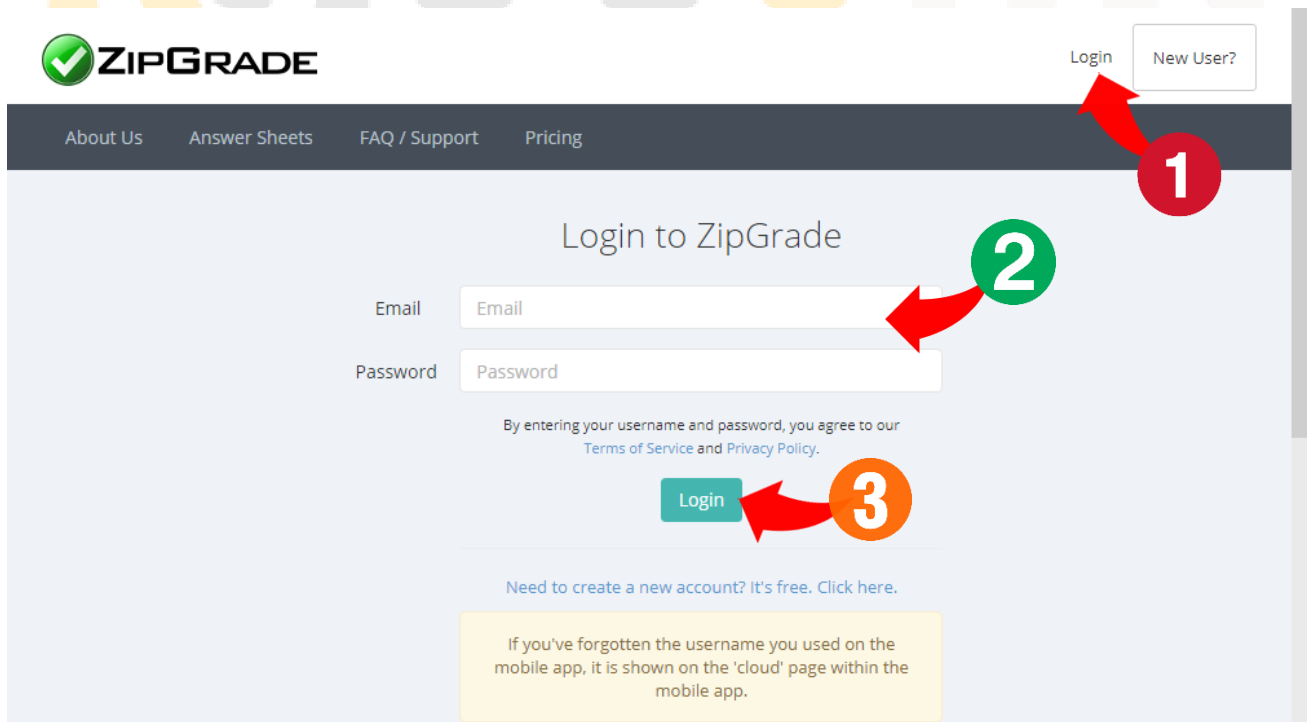 ZIPGRADE
Login
New User?
1
About Us
Answer Sheets
FAQ / Support
Pricing
Login to ZipGrade
2
Email
Email
Password
Password
By entering your username and password, you agree to our
Terms of Service and Privacy Policy.
Login
3
Need to create a new account? It's free. Click here.
If you've forgotten the username you used on the
mobile app, it is shown on the 'cloud' page within the
mobile app.